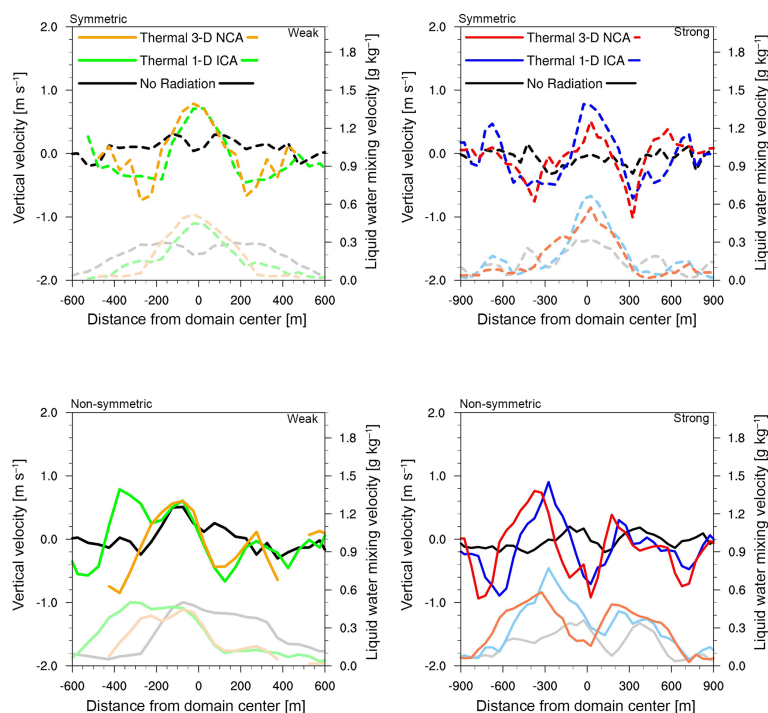 Symmetric
Weak
Thermal 3-D NCA
Thermal 1-D ICA
No Radiation
2.0
1.0
0.0
-1.0
-2.0
Vertical velocity [m s⁻¹]
1.8
1.5
1.2
0.9
0.6
0.3
0.0
Liquid water mixing velocity [g kg⁻¹]
-600 -400 -200 0 200 400 600
Distance from domain center [m]
Symmetric
Strong
Thermal 3-D NCA
Thermal 1-D ICA
No Radiation
2.0
1.0
0.0
-1.0
-2.0
Vertical velocity [m s⁻¹]
1.8
1.5
1.2
0.9
0.6
0.3
0.0
Liquid water mixing velocity [g kg⁻¹]
-900 -600 -300 0 300 600 900
Distance from domain center [m]
Non-symmetric
Weak
2.0
1.0
0.0
-1.0
-2.0
Vertical velocity [m s⁻¹]
1.8
1.5
1.2
0.9
0.6
0.3
0.0
Liquid water mixing velocity [g kg⁻¹]
-600 -400 -200 0 200 400 600
Distance from domain center [m]
Non-symmetric
Strong
2.0
1.0
0.0
-1.0
-2.0
Vertical velocity [m s⁻¹]
1.8
1.5
1.2
0.9
0.6
0.3
0.0
Liquid water mixing velocity [g kg⁻¹]
-900 -600 -300 0 300 600 900
Distance from domain center [m]